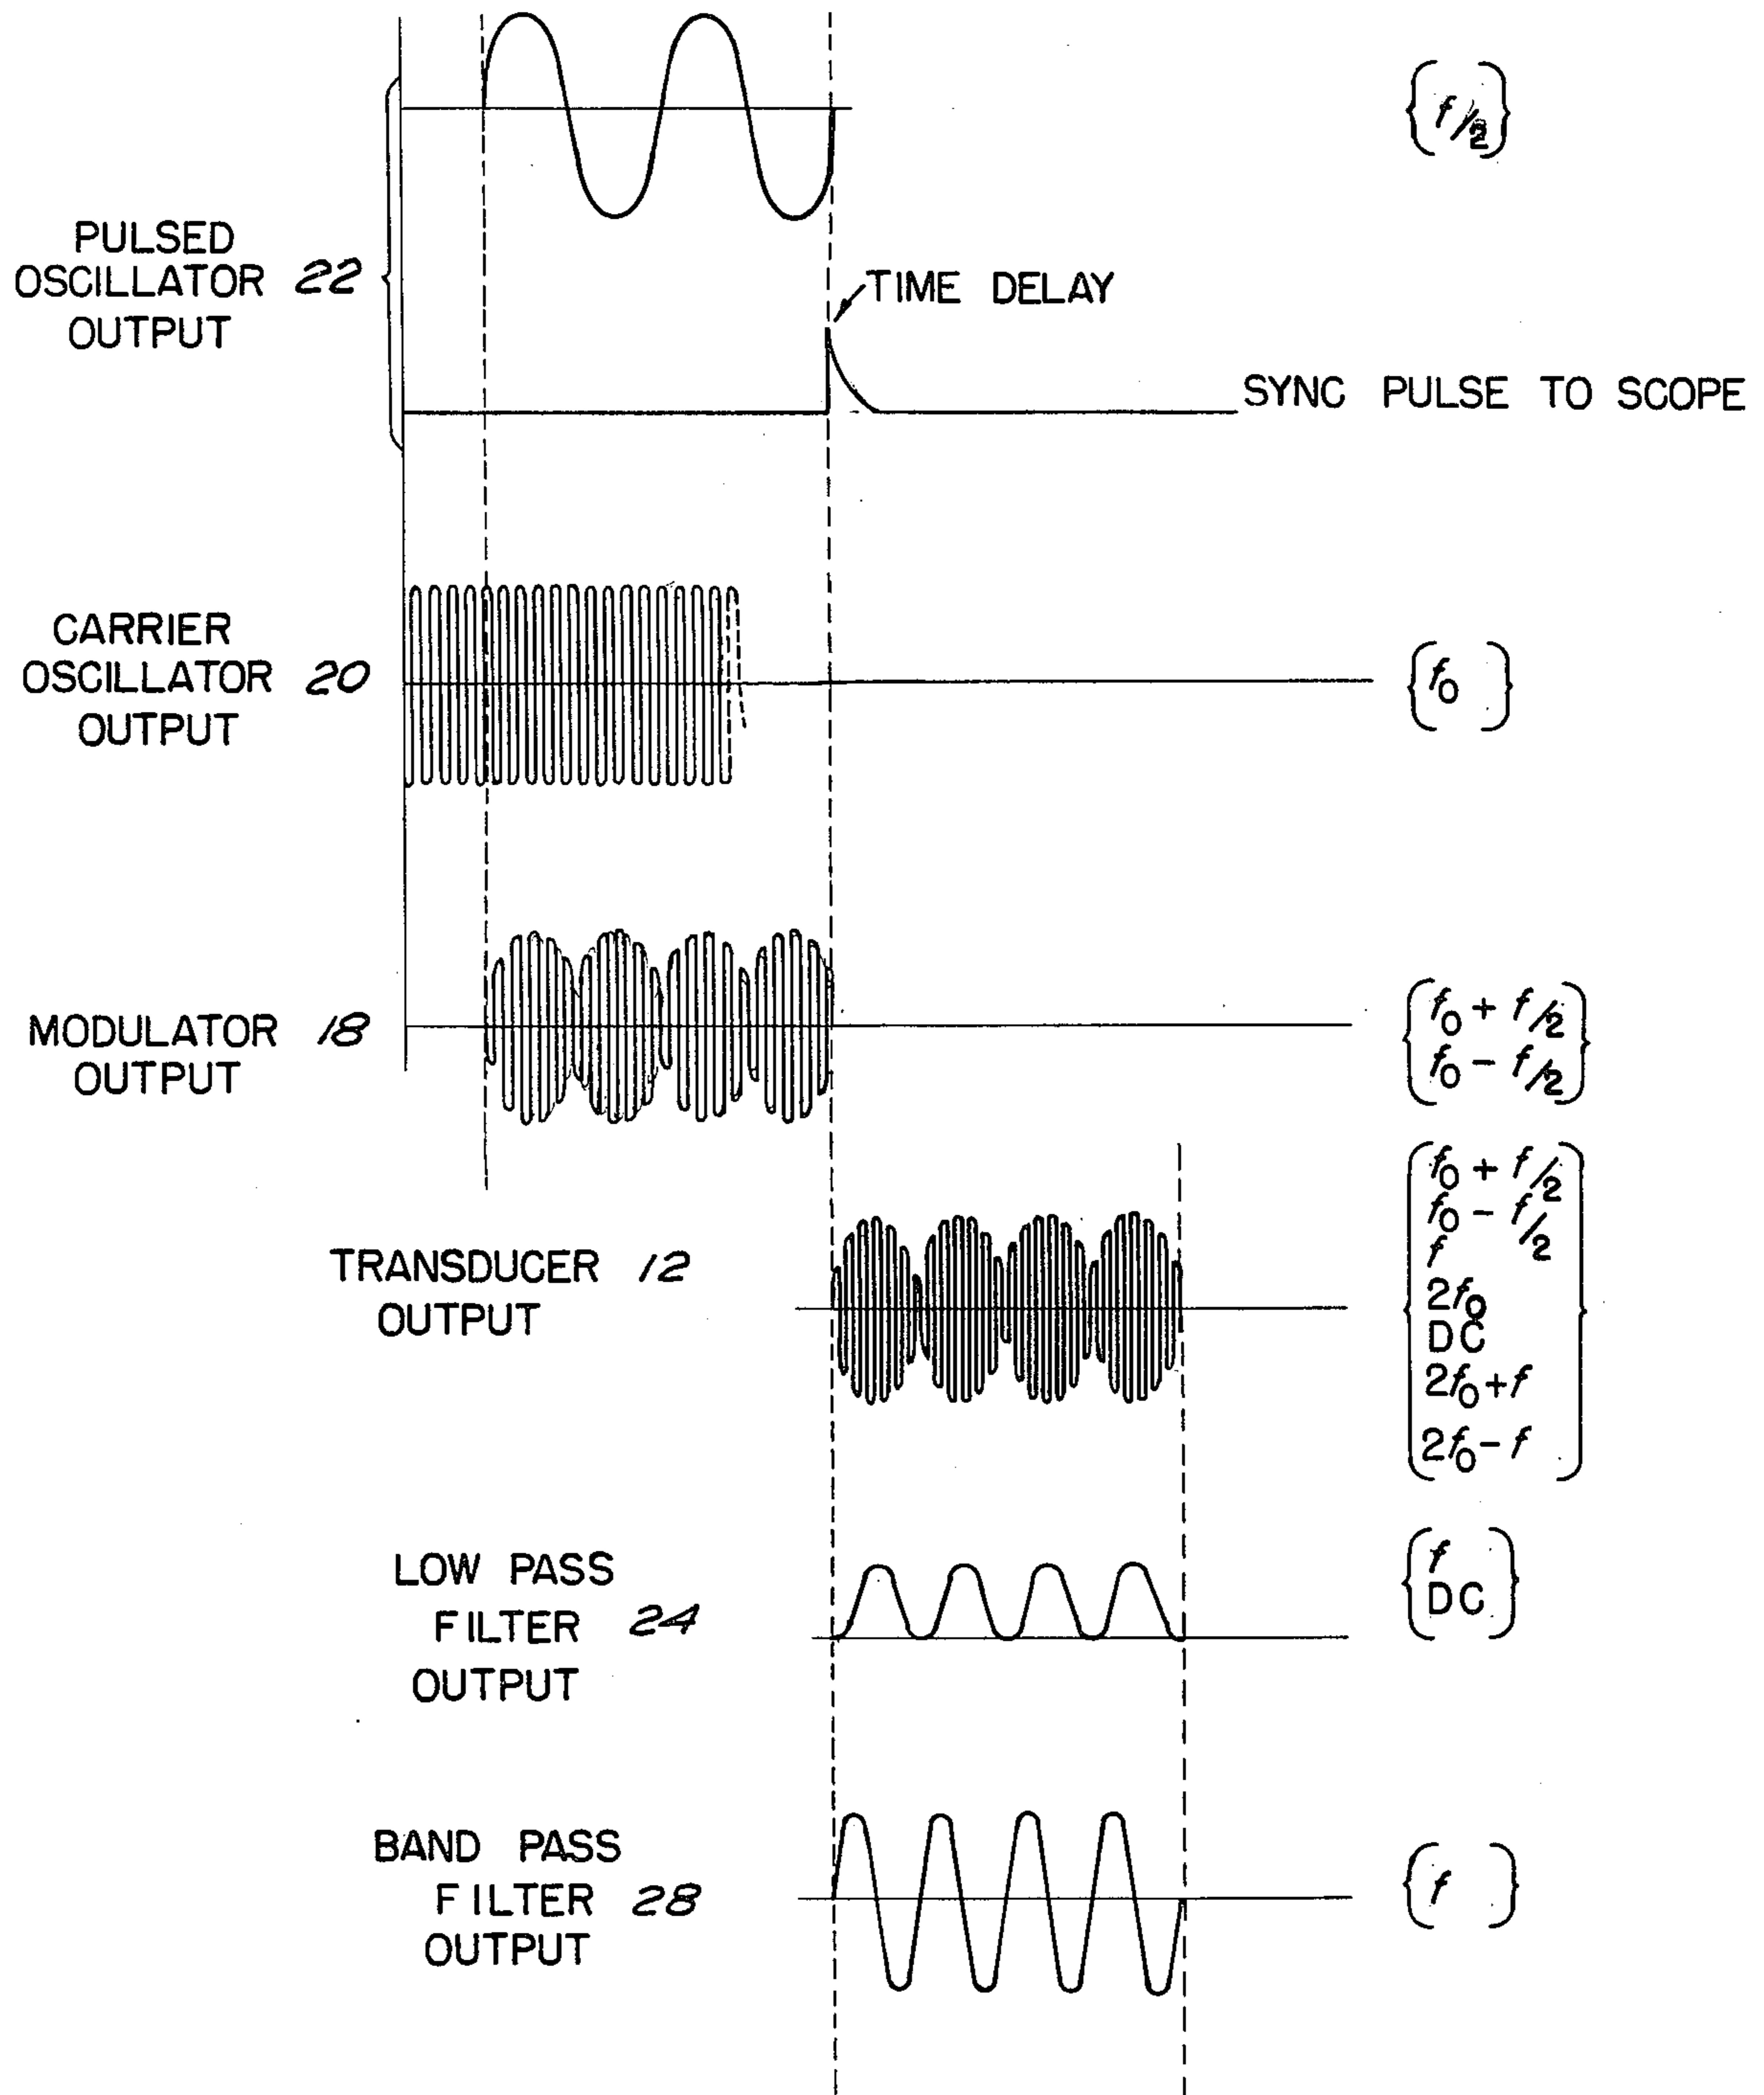 {f/2}
PULSED
OSCILLATOR 22
OUTPUT
TIME DELAY
SYNC PULSE TO SCOPE
CARRIER
OSCILLATOR 20
OUTPUT
{f0}
MODULATOR 18
OUTPUT
f0 + f/2
f0 - f/2
TRANSDUCER 12
OUTPUT
f0 + f/2
f0 - f/2
f
2f0
DC
2f0 + f
2f0 - f
LOW PASS
FILTER 24
OUTPUT
f
DC
BAND PASS
FILTER 28
OUTPUT
{f}